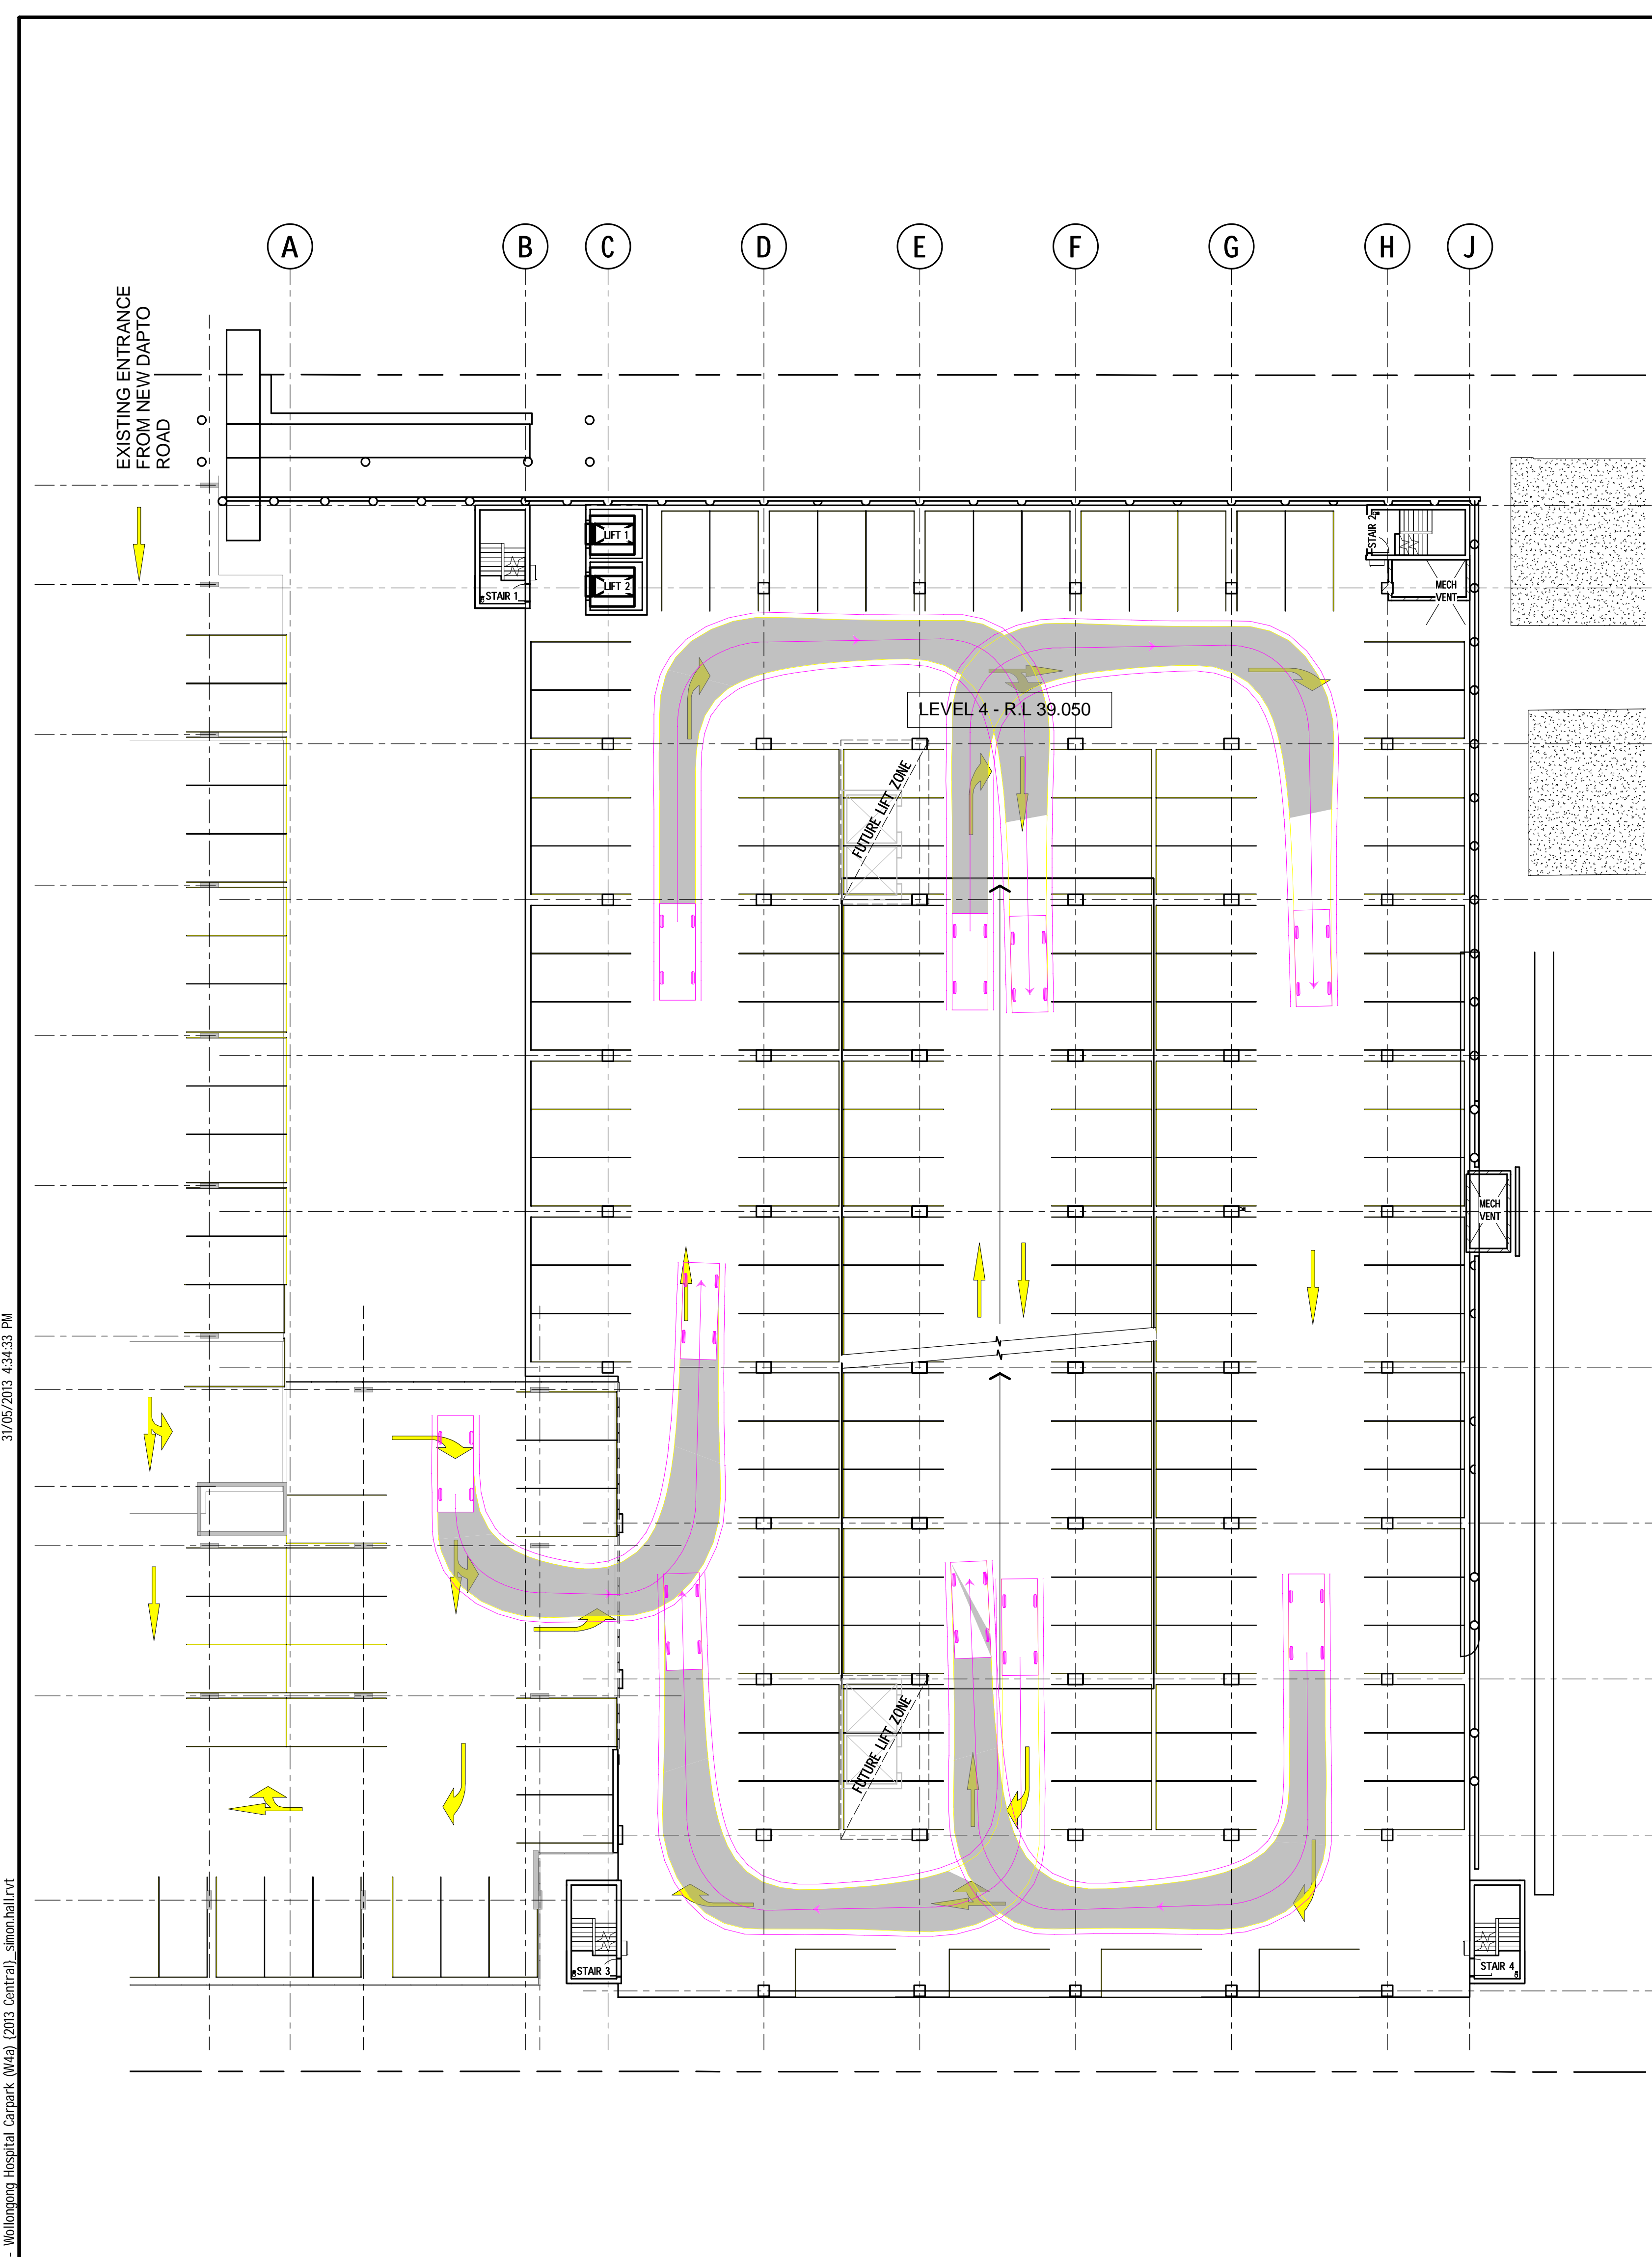 A B C D E F G H J
EXISTING ENTRANCE
FROM NEW DAPTO
ROAD
LIFT 1
LIFT 2
STAIR 1
STAIR 2
MECH
VENT
LEVEL 4 - R.L 39.050
FUTURE LIFT ZONE
MECH
VENT
FUTURE LIFT ZONE
STAIR 3
STAIR 4
31/05/2013 4:34:33 PM
- Wollongong Hospital Carpark (W4a) {2013 Central}_simon.hall.rvt